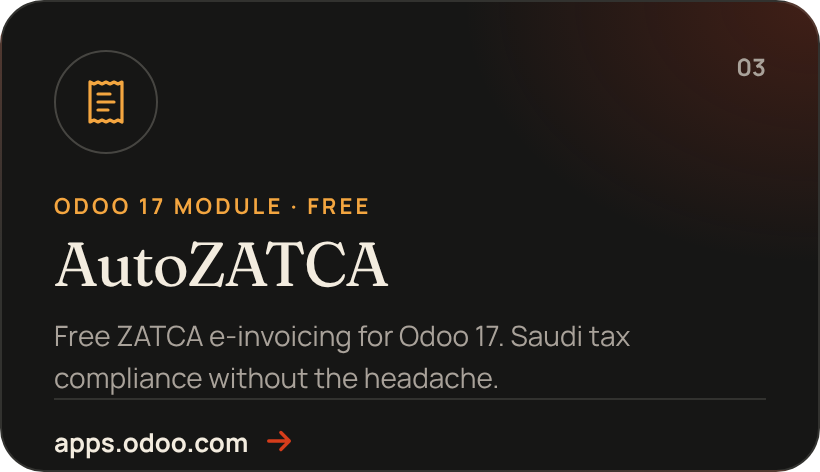 03
ODOO 17 MODULE · FREE
AutoZATCA
Free ZATCA e-invoicing for Odoo 17. Saudi tax
compliance without the headache.
apps.odoo.com →